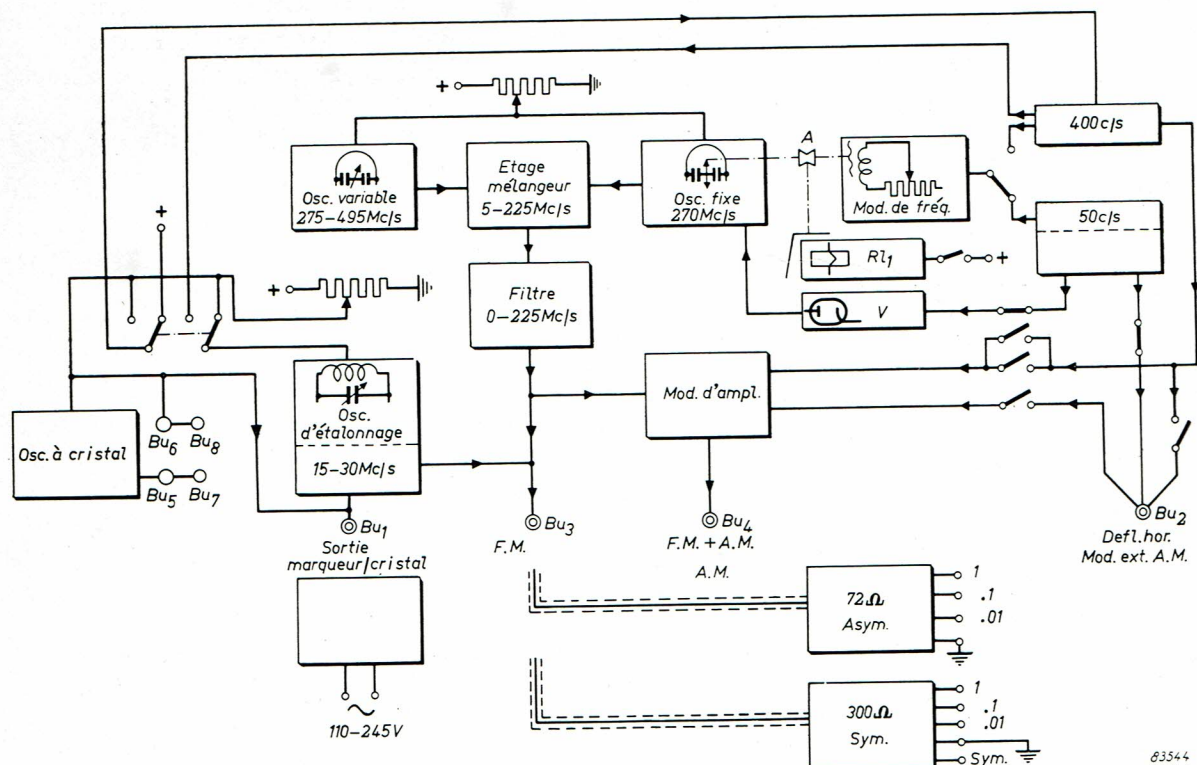 +
A
400c/s
Osc. variable
275–495Mc/s
Etage
mélangeur
5–225Mc/s
Osc. fixe
270Mc/s
Mod. de fréq.
50c/s
+
Rl1
+
V
+
Filtre
0–225Mc/s
Osc. à cristal
Bu6
Bu8
Bu5
Bu7
Osc.
d'étalonnage
15–30Mc/s
Mod. d'ampl.
Bu1
Sortie
marqueur/cristal
Bu3
F.M.
Bu4
F.M. + A.M.
A.M.
Bu2
Defl. hor.
Mod. ext. A.M.
72Ω
Asym.
1
.1
.01
110–245V
300Ω
Sym.
1
.1
.01
Sym.
83544